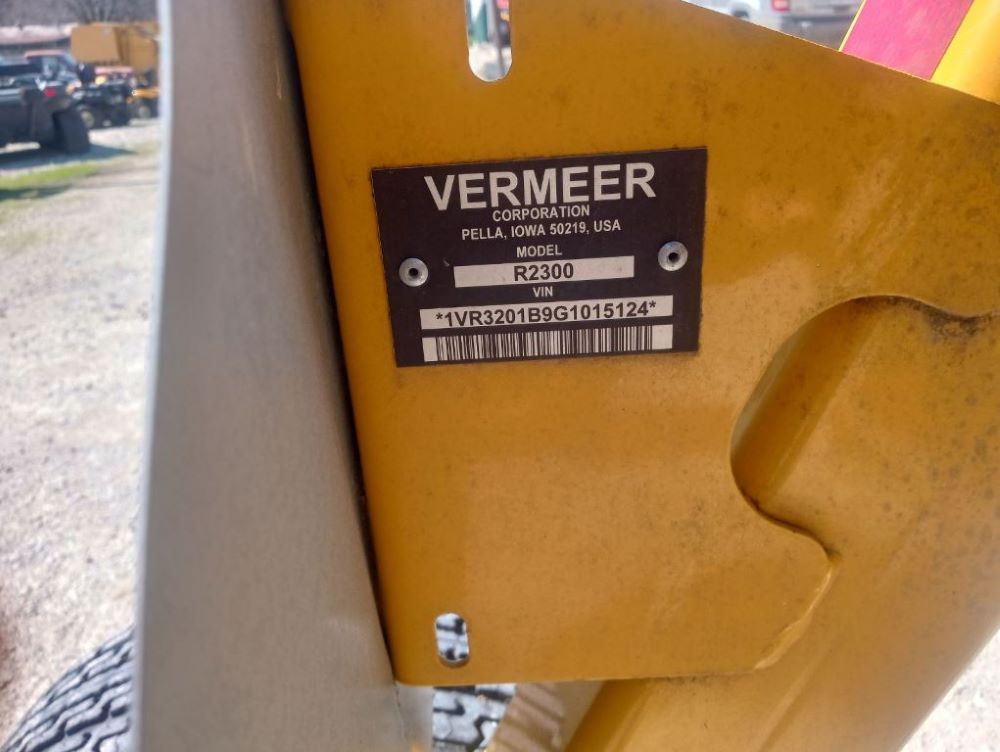 VERMEER
CORPORATION
PELLA, IOWA 50219, USA
MODEL
R2300
VIN
*1VR3201B9G1015124*